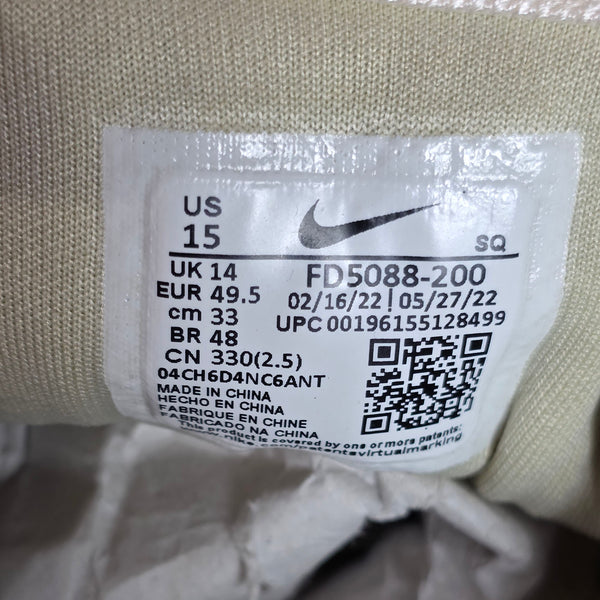 US
15
SQ
UK 14
FD5088-200
EUR 49.5
02/16/22 | 05/27/22
cm 33
UPC 00196155128499
BR 48
CN 330(2.5)
04CH6D4NC6ANT
MADE IN CHINA
HECHO EN CHINA
FABRIQUE EN CHINE
FABRICADO NA CHINA
This product is covered by one or more patents: